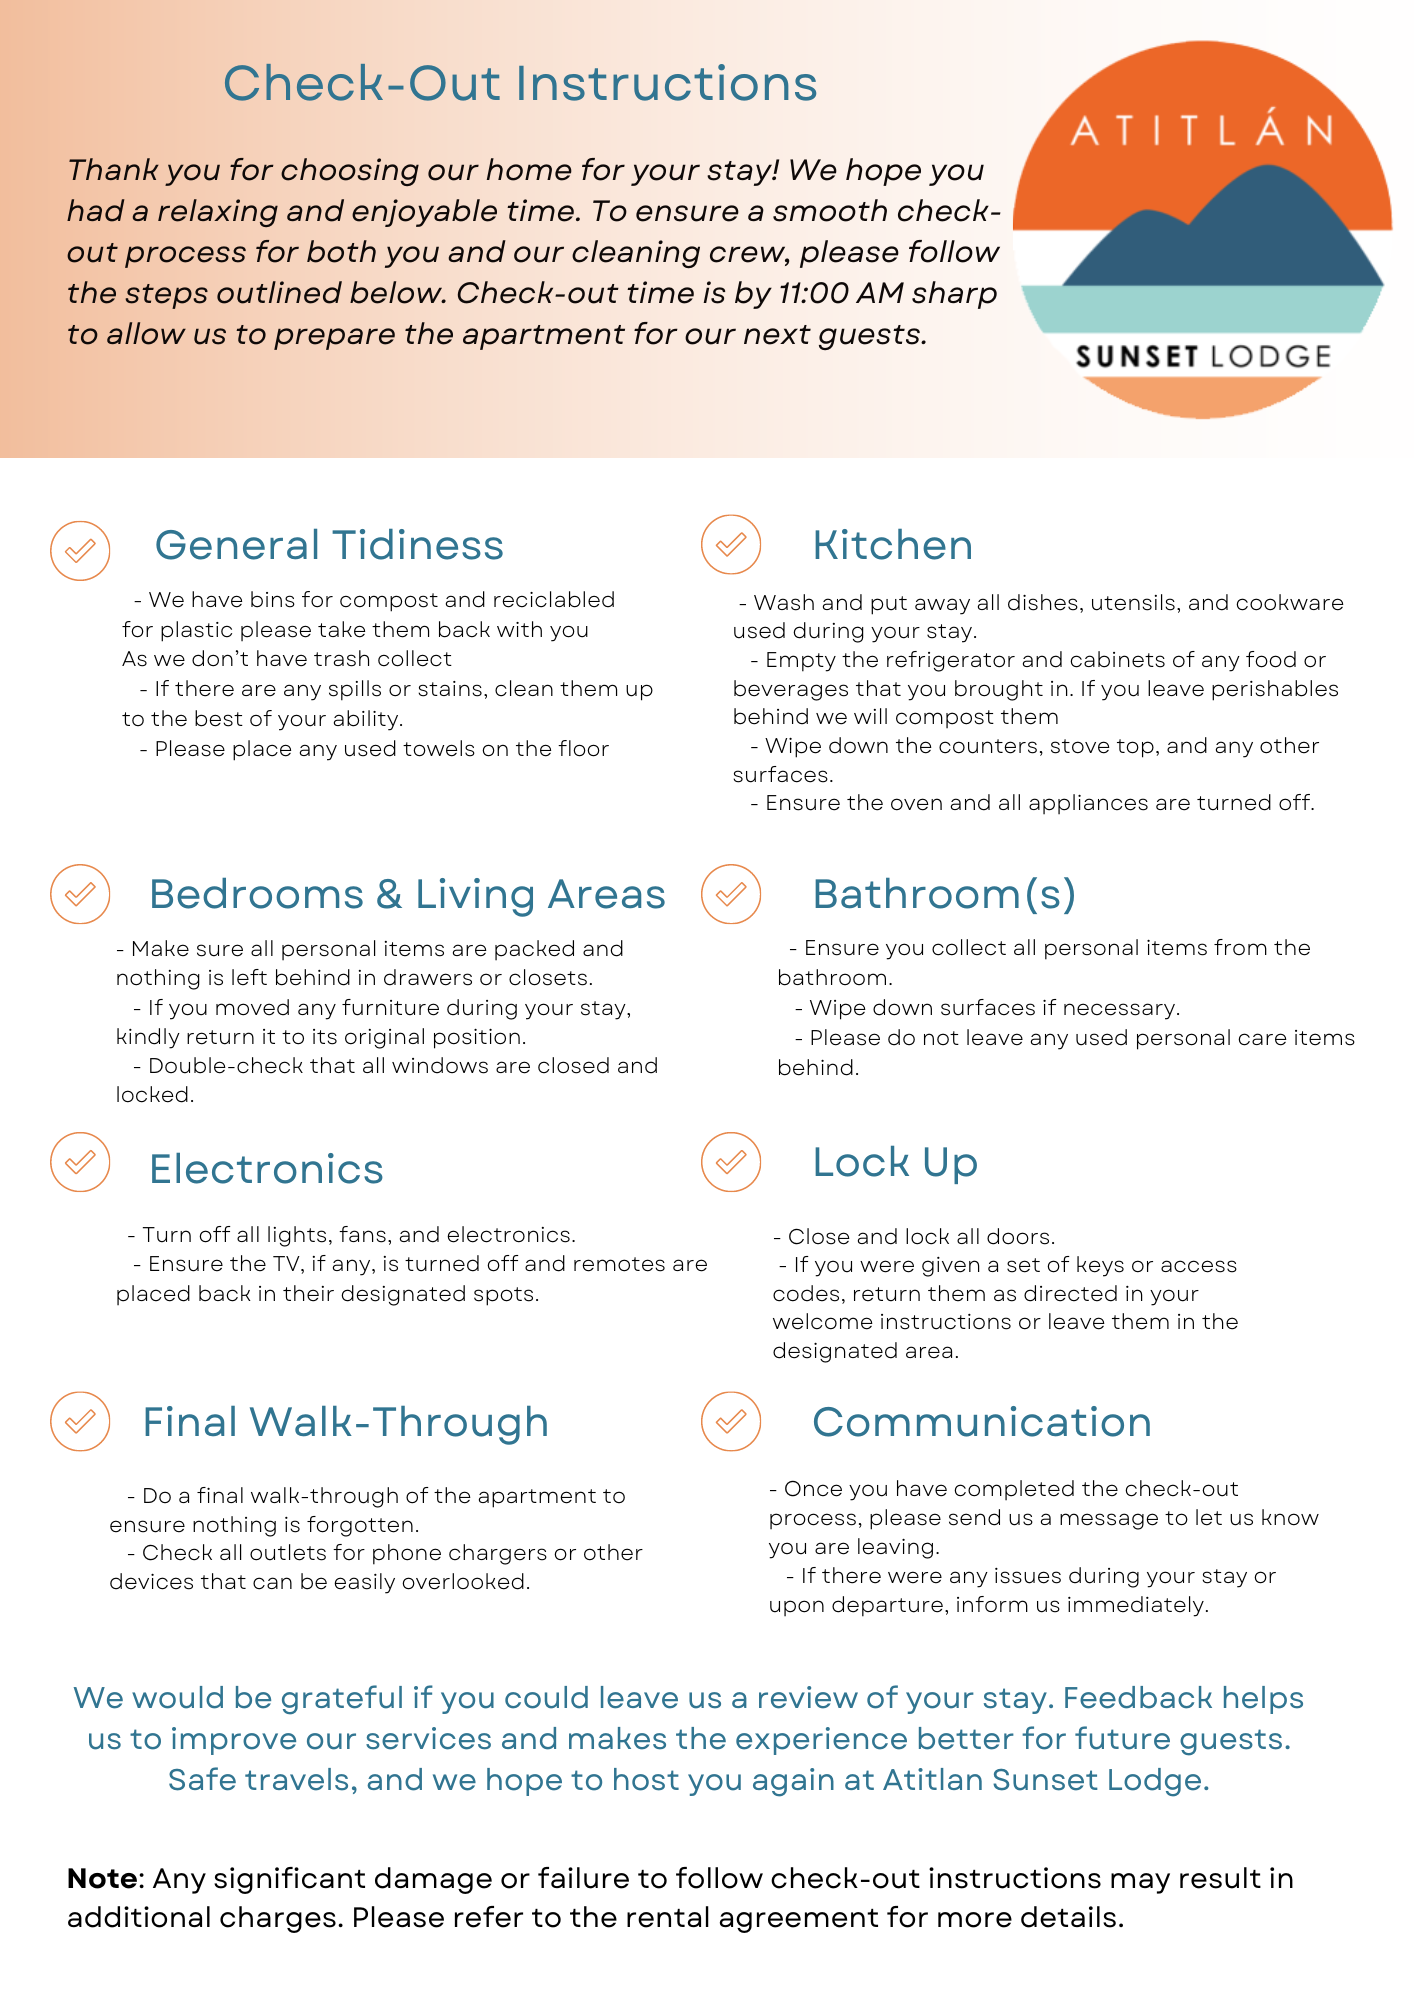 Check-Out Instructions
Thank you for choosing our home for your stay! We hope you
had a relaxing and enjoyable time. To ensure a smooth check-
out process for both you and our cleaning crew, please follow
the steps outlined below. Check-out time is by 11:00 AM sharp
to allow us to prepare the apartment for our next guests.
ATITLÁN
SUNSET LODGE
General Tidiness
- We have bins for compost and reciclabled
for plastic please take them back with you
As we don't have trash collect
- If there are any spills or stains, clean them up
to the best of your ability.
- Please place any used towels on the floor
Kitchen
- Wash and put away all dishes, utensils, and cookware
used during your stay.
- Empty the refrigerator and cabinets of any food or
beverages that you brought in. If you leave perishables
behind we will compost them
- Wipe down the counters, stove top, and any other
surfaces.
- Ensure the oven and all appliances are turned off.
Bedrooms & Living Areas
- Make sure all personal items are packed and
nothing is left behind in drawers or closets.
- If you moved any furniture during your stay,
kindly return it to its original position.
- Double-check that all windows are closed and
locked.
Bathroom(s)
- Ensure you collect all personal items from the
bathroom.
- Wipe down surfaces if necessary.
- Please do not leave any used personal care items
behind.
Electronics
- Turn off all lights, fans, and electronics.
- Ensure the TV, if any, is turned off and remotes are
placed back in their designated spots.
Lock Up
- Close and lock all doors.
- If you were given a set of keys or access
codes, return them as directed in your
welcome instructions or leave them in the
designated area.
Final Walk-Through
- Do a final walk-through of the apartment to
ensure nothing is forgotten.
- Check all outlets for phone chargers or other
devices that can be easily overlooked.
Communication
- Once you have completed the check-out
process, please send us a message to let us know
you are leaving.
- If there were any issues during your stay or
upon departure, inform us immediately.
We would be grateful if you could leave us a review of your stay. Feedback helps
us to improve our services and makes the experience better for future guests.
Safe travels, and we hope to host you again at Atitlan Sunset Lodge.
Note: Any significant damage or failure to follow check-out instructions may result in
additional charges. Please refer to the rental agreement for more details.